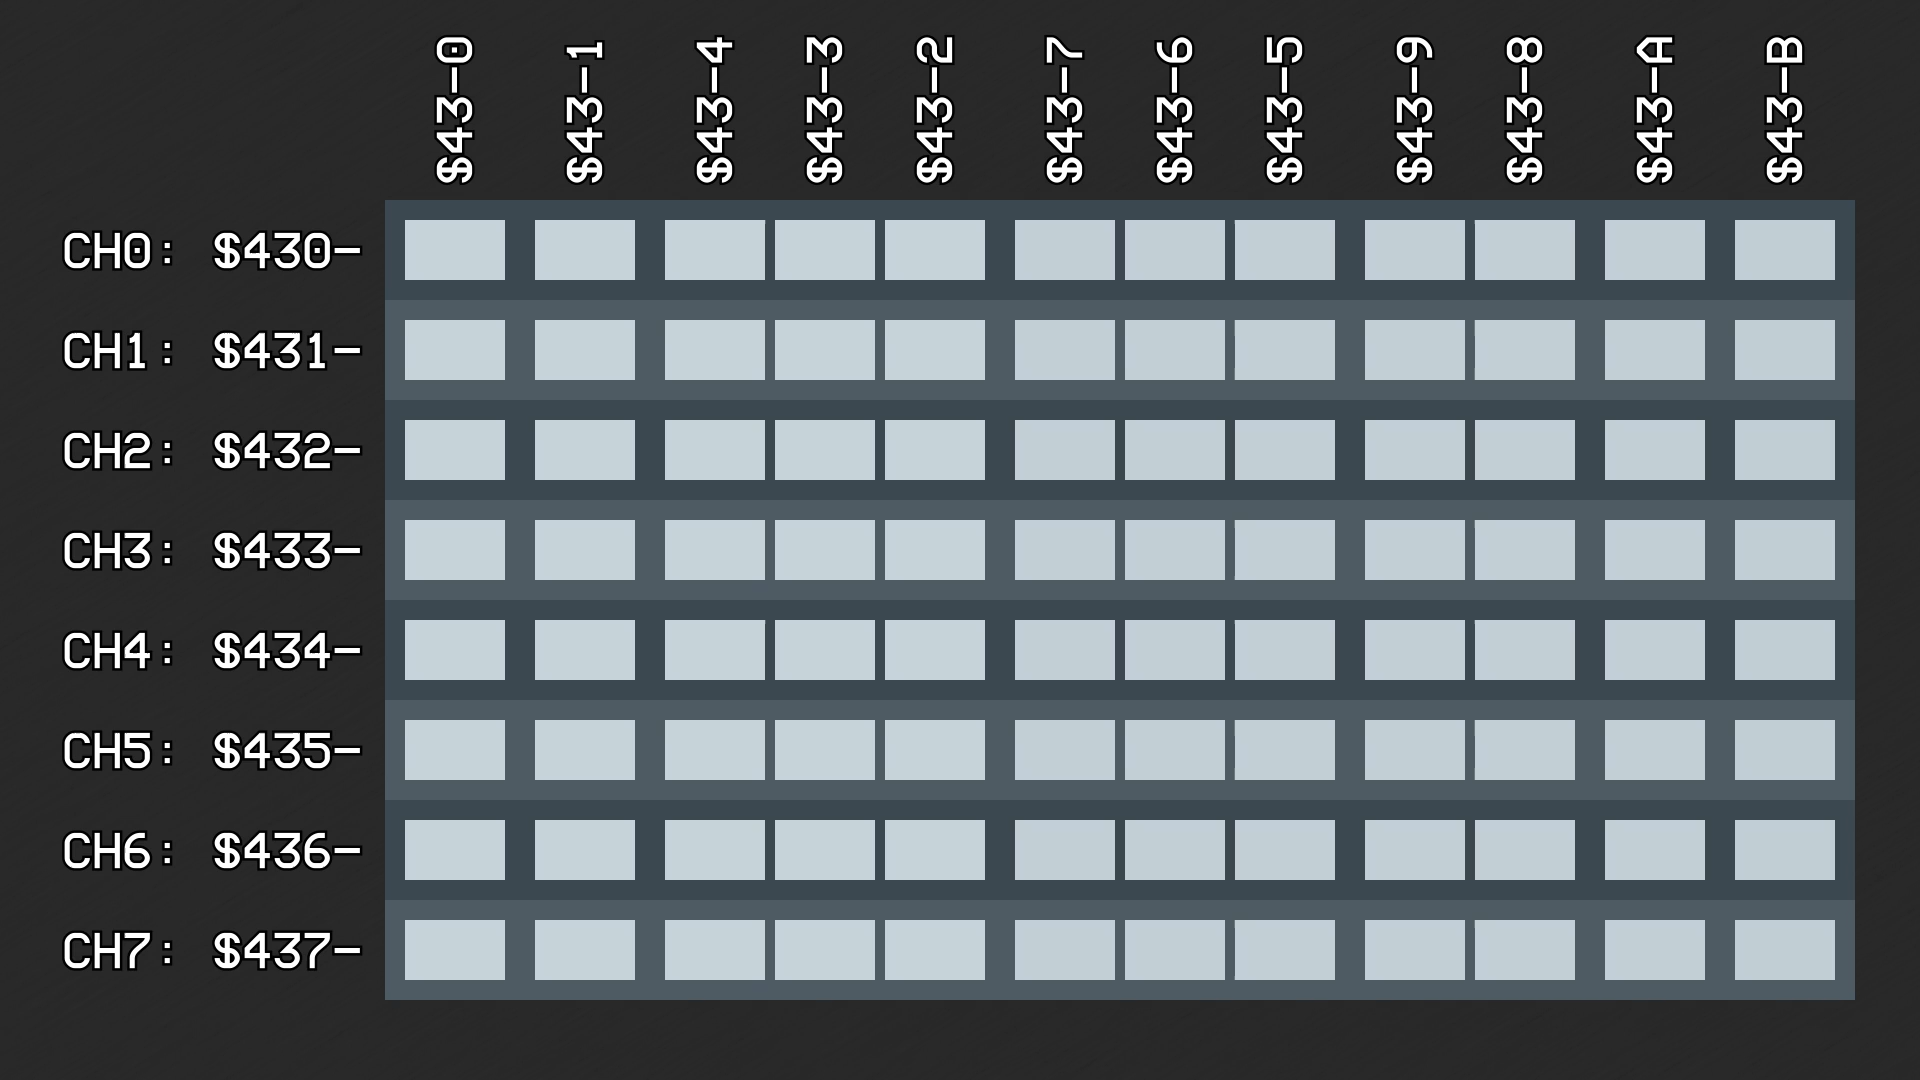 $43-0 $43-1 $43-4 $43-3 $43-2 $43-7 $43-6 $43-5 $43-9 $43-8 $43-A $43-B
CH0: $430-
CH1: $431-
CH2: $432-
CH3: $433-
CH4: $434-
CH5: $435-
CH6: $436-
CH7: $437-